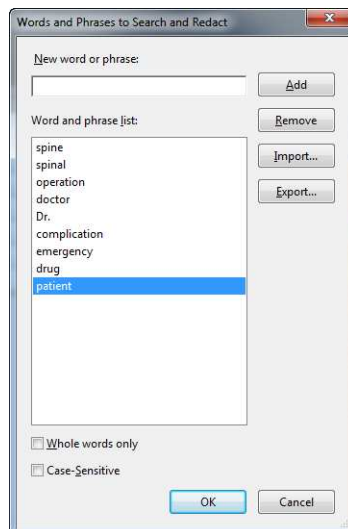 Words and Phrases to Search and Redact
New word or phrase:
Add
Word and phrase list:
Remove
spine
spinal
operation
doctor
Dr.
complication
emergency
drug
patient
Import...
Export...
Whole words only
Case-Sensitive
OK
Cancel